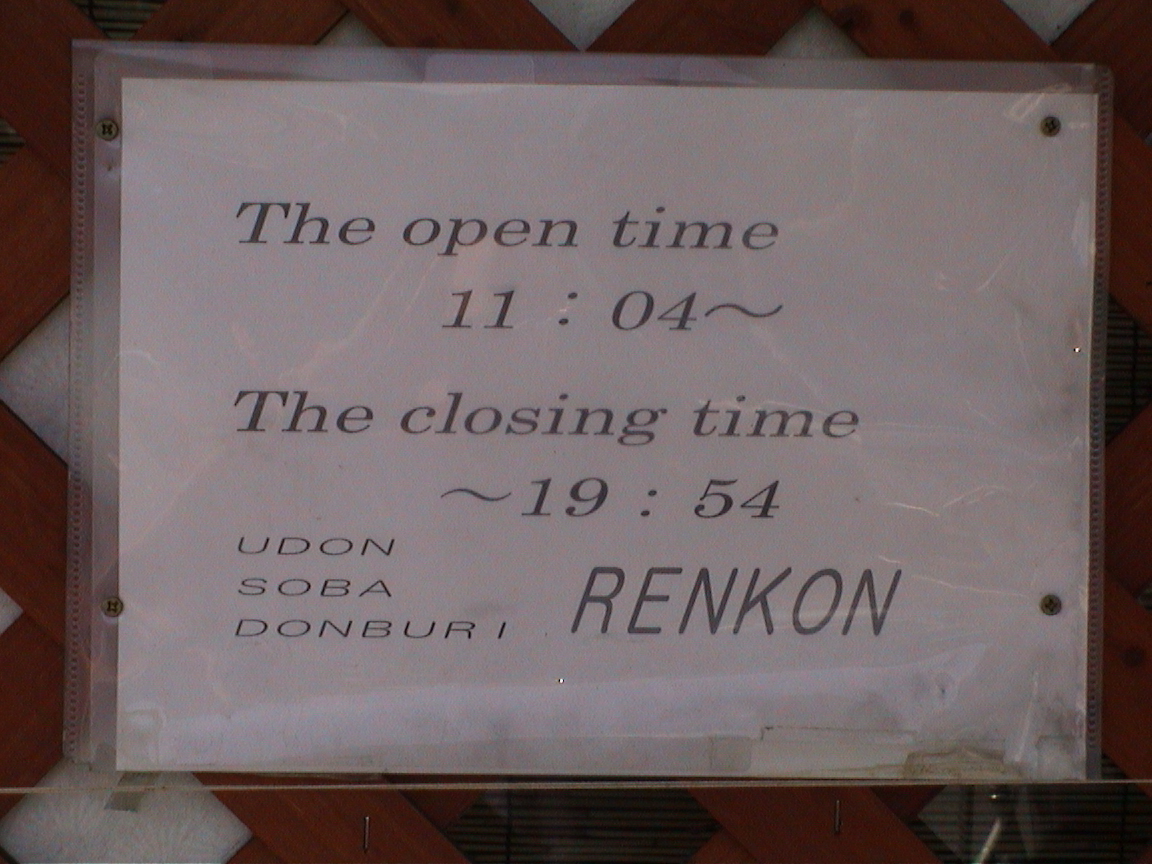 The open time
11 : 04～
The closing time
～19 : 54
UDON
SOBA
DONBURI
RENKON